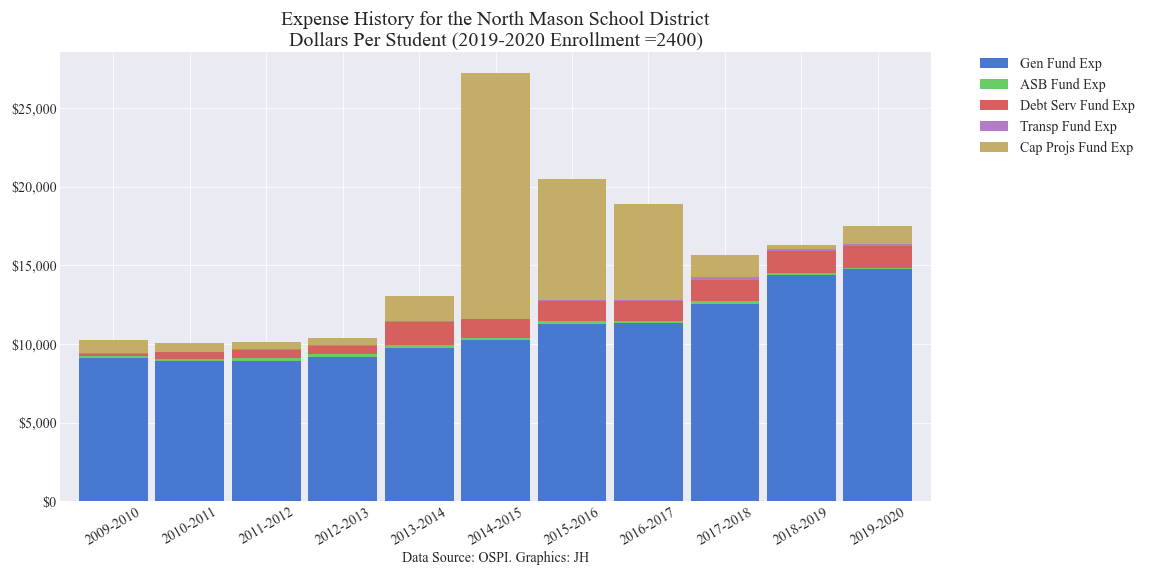 Expense History for the North Mason School District
Dollars Per Student (2019-2020 Enrollment =2400)
Gen Fund Exp
ASB Fund Exp
Debt Serv Fund Exp
Transp Fund Exp
Cap Projs Fund Exp
$25,000
$20,000
$15,000
$10,000
$5,000
$0
2009-2010
2010-2011
2011-2012
2012-2013
2013-2014
2014-2015
2015-2016
2016-2017
2017-2018
2018-2019
2019-2020
Data Source: OSPI. Graphics: JH